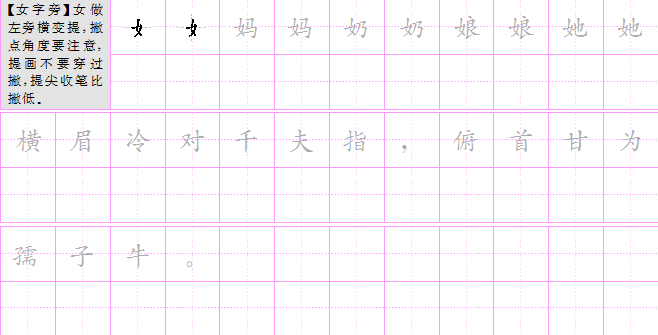 【女字旁】女做
左旁横变提，撇
点角度要注意，
提画不要穿过
撇，提尖收笔比
撇低．
女 女 妈 妈 奶 奶 娘 娘 她 她
横 眉 冷 对 千 夫 指 ， 俯 首 甘 为
孺 子 牛 。